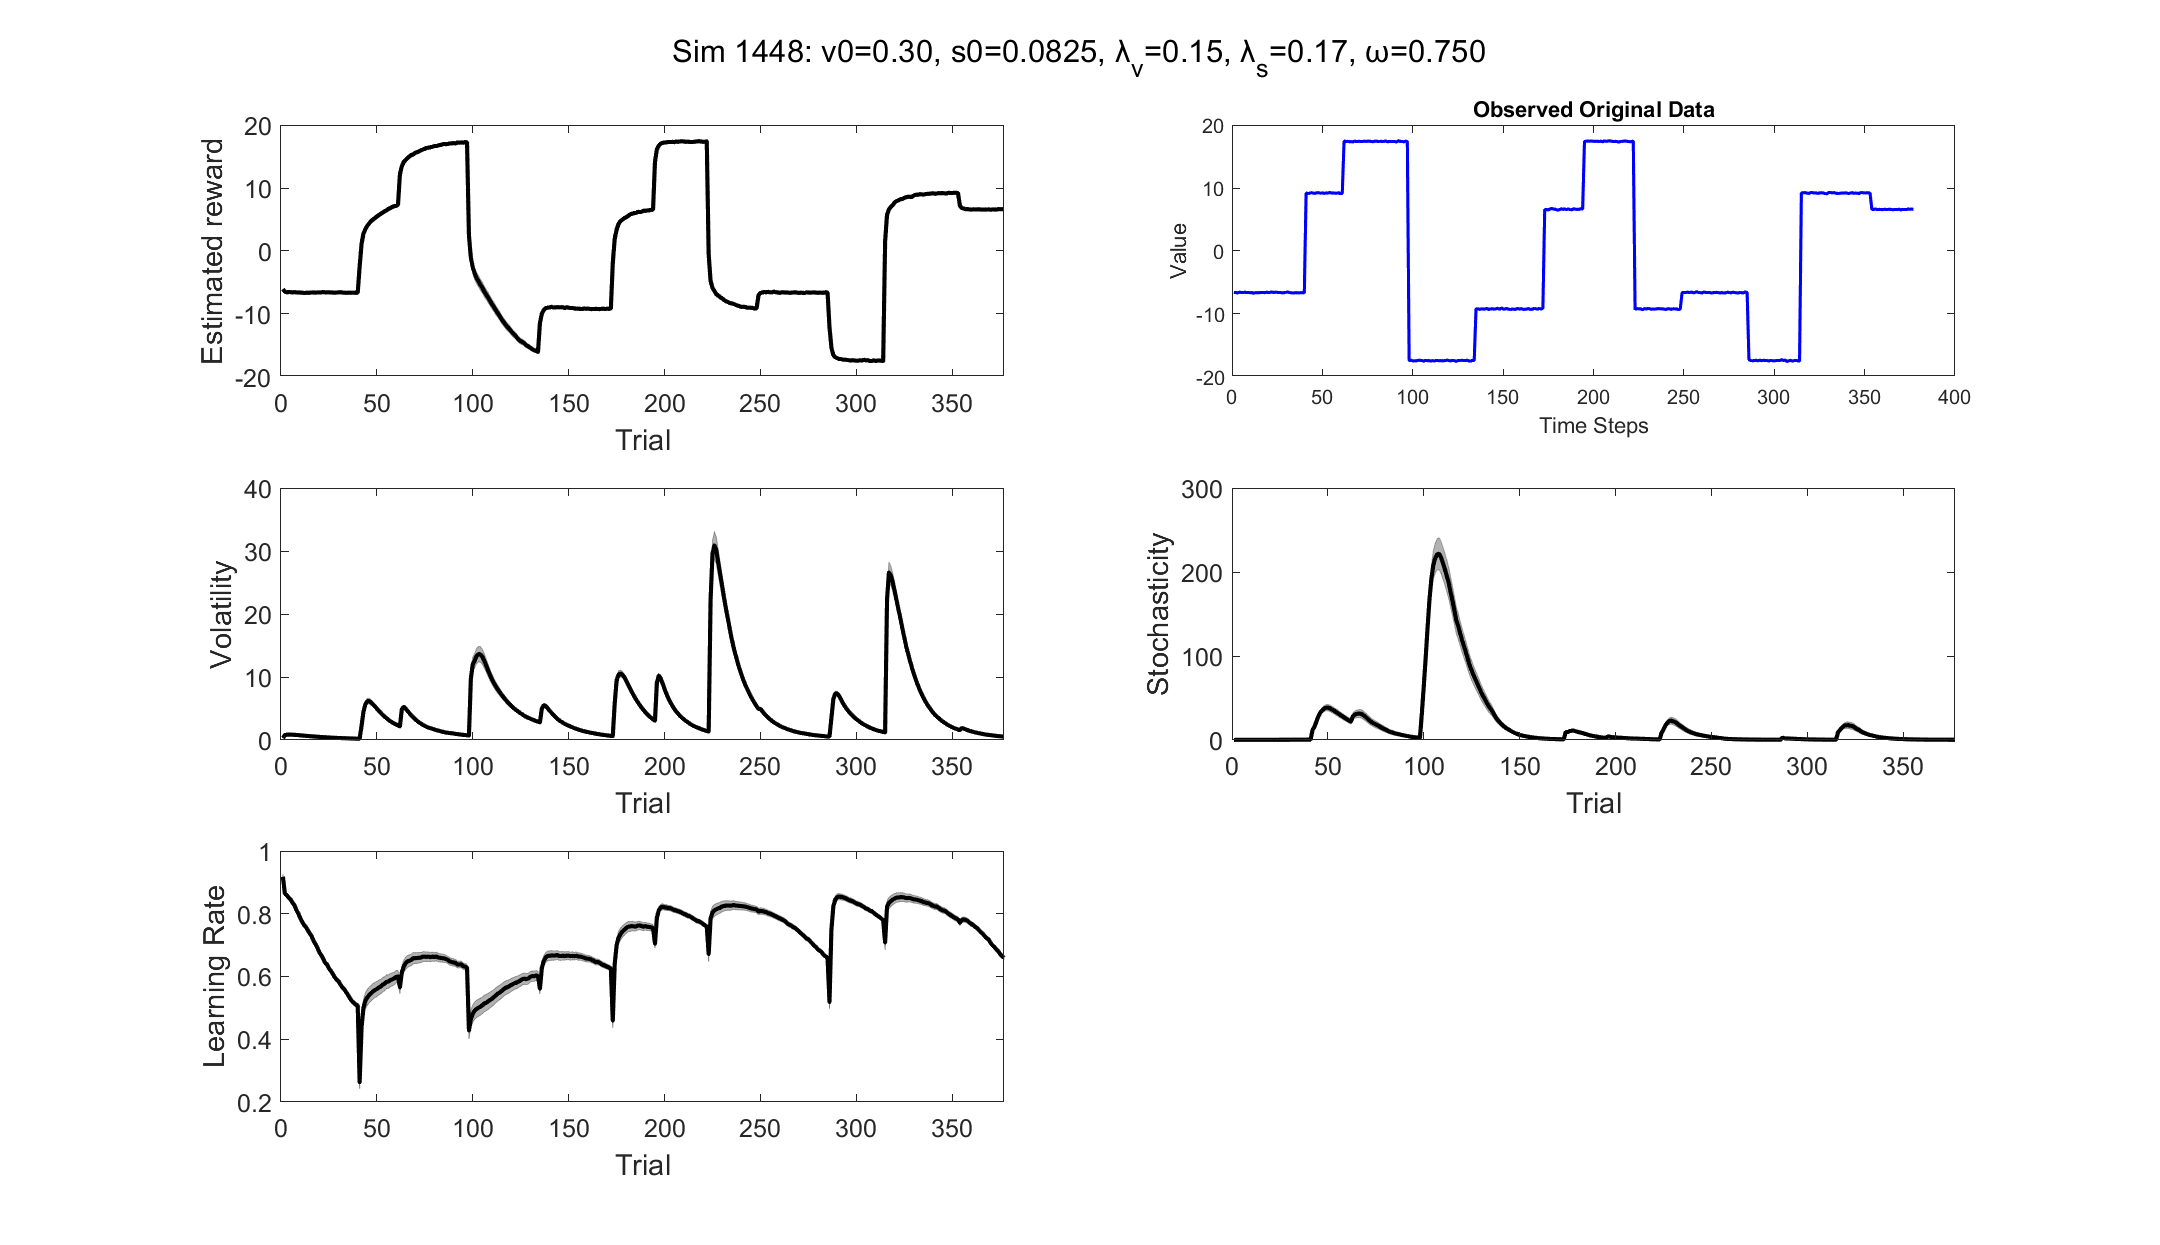 Sim 1448: v0=0.30, s0=0.0825, λ_v=0.15, λ_s=0.17, ω=0.750
Estimated reward
20
10
0
-10
-20
0 50 100 150 200 250 300 350
Trial
Observed Original Data
Value
20
10
0
-10
-20
0 50 100 150 200 250 300 350 400
Time Steps
Volatility
40
30
20
10
0
0 50 100 150 200 250 300 350
Trial
Stochasticity
300
200
100
0
0 50 100 150 200 250 300 350
Trial
Learning Rate
1
0.8
0.6
0.4
0.2
0 50 100 150 200 250 300 350
Trial